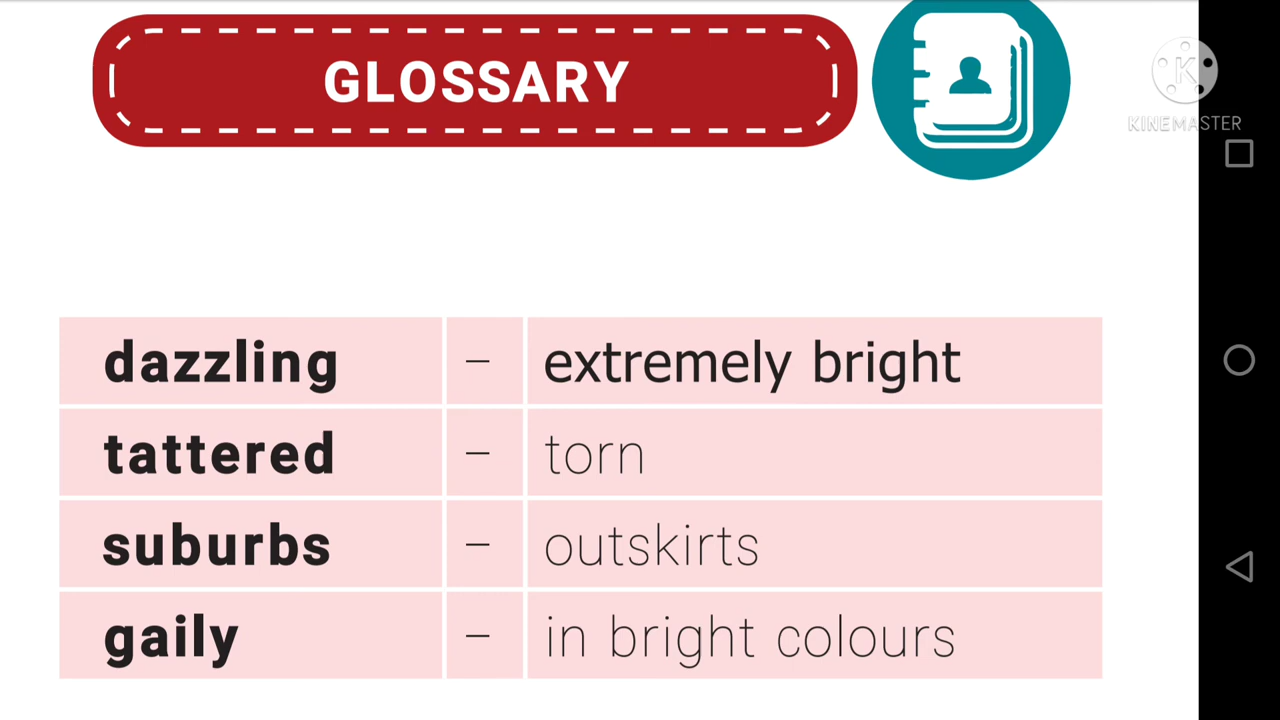 GLOSSARY
KINEMASTER
dazzling – extremely bright
tattered – torn
suburbs – outskirts
gaily – in bright colours